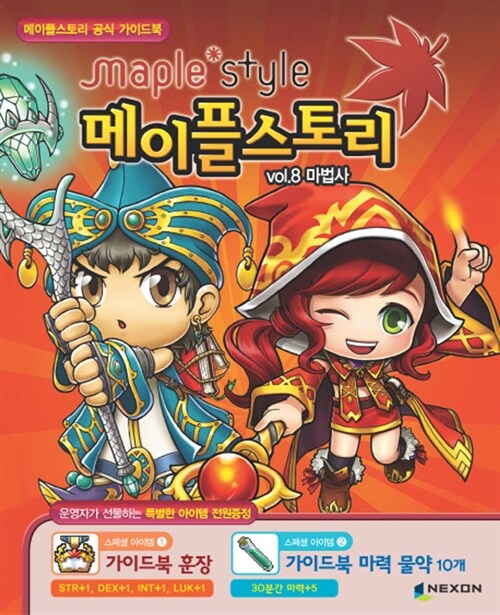 메이플스토리 공식 가이드북
maple style
메이플스토리
vol.8 마법사
운영자가 선물하는 특별한 아이템 전원증정
스페셜 아이템 1
가이드북 훈장
STR+1, DEX+1, INT+1, LUK+1
스페셜 아이템 2
가이드북 마력 물약 10개
30분간 마력+5
NEXON